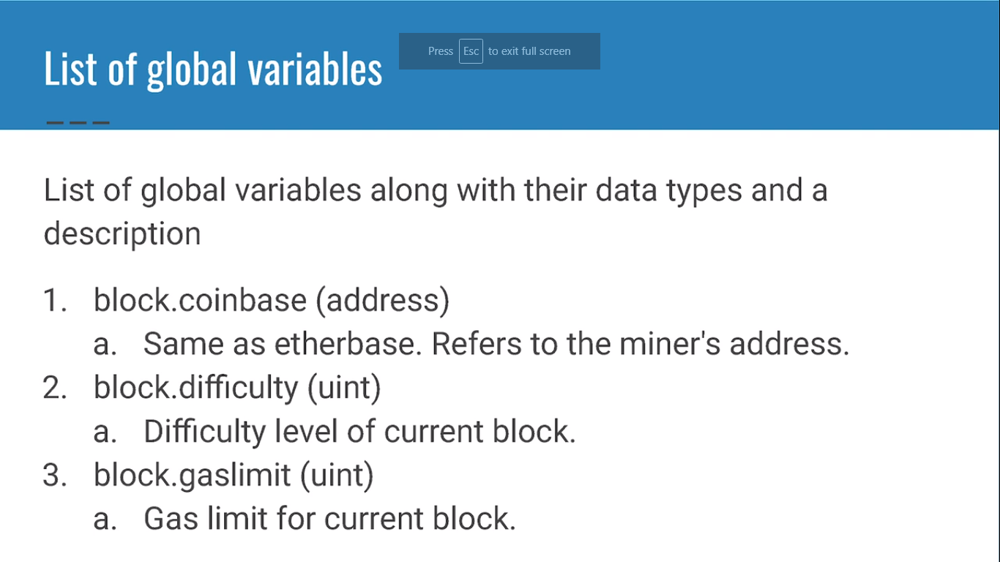 List of global variables
Press Esc to exit full screen
List of global variables along with their data types and a
description
1. block.coinbase (address)
a. Same as etherbase. Refers to the miner's address.
2. block.difficulty (uint)
a. Difficulty level of current block.
3. block.gaslimit (uint)
a. Gas limit for current block.